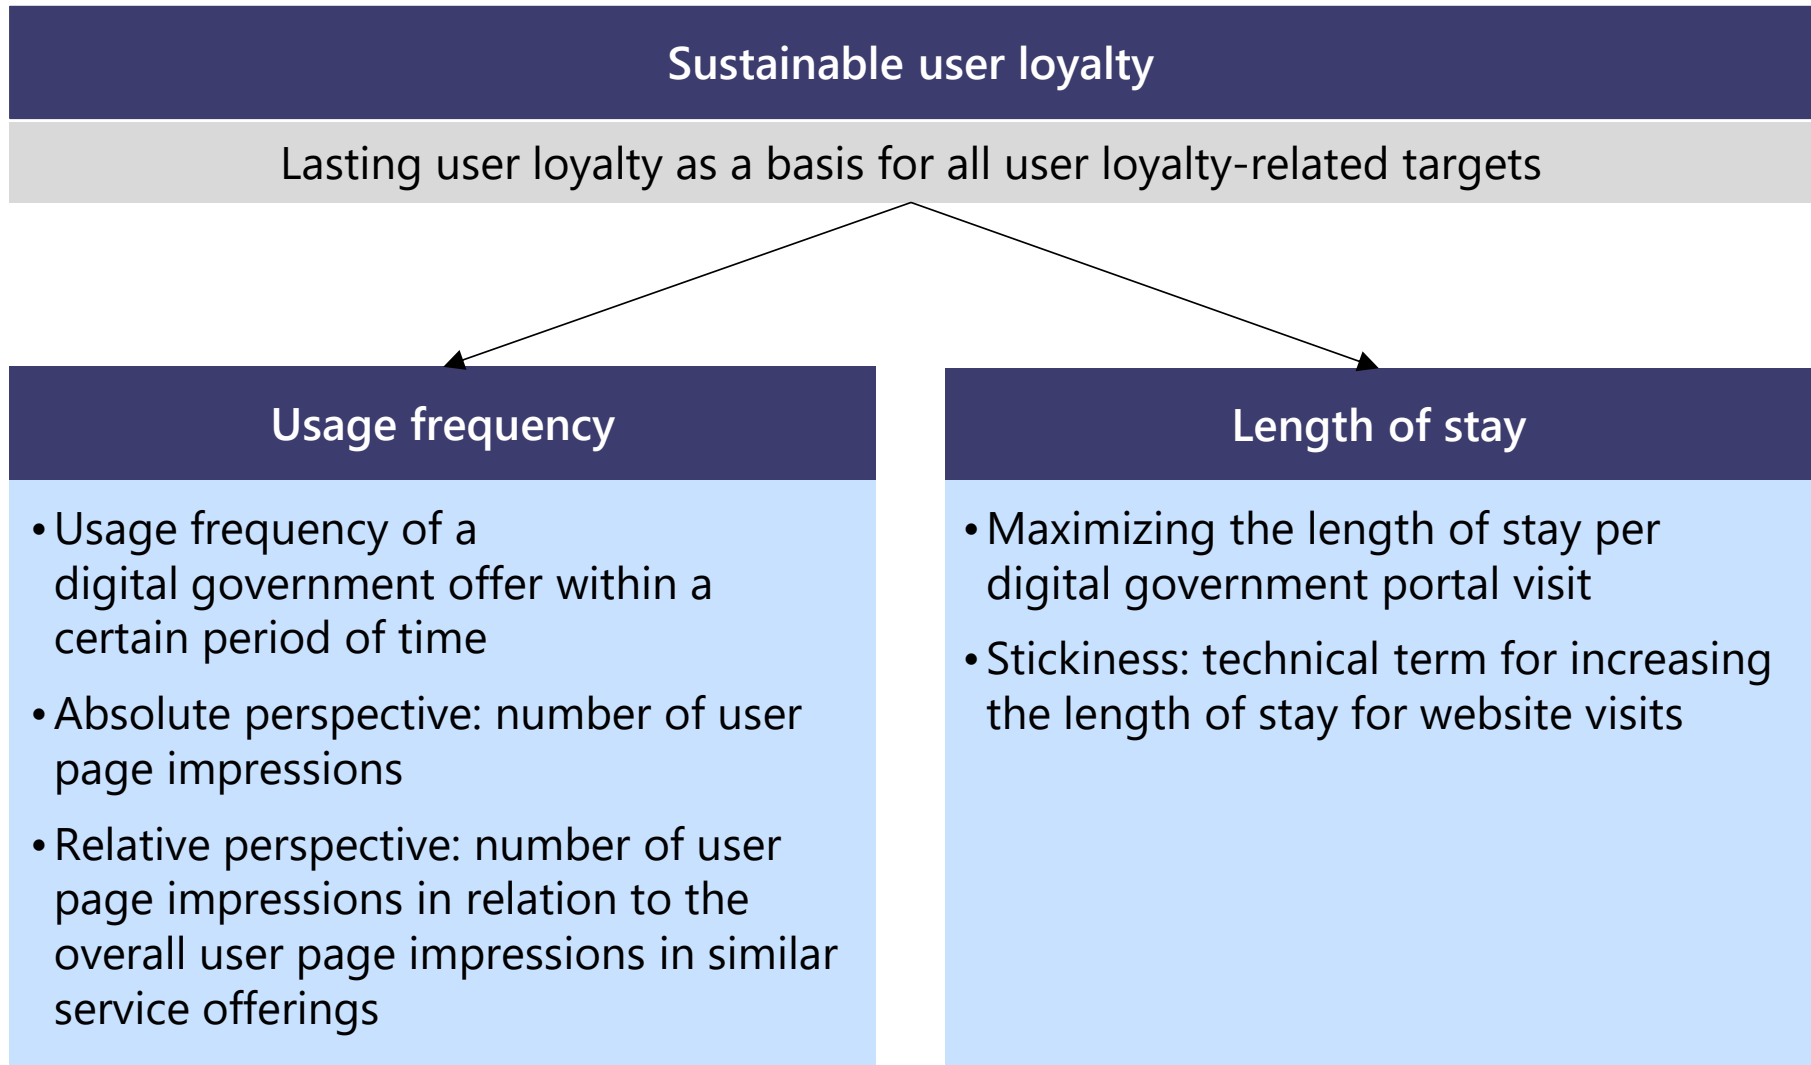 Sustainable user loyalty
Lasting user loyalty as a basis for all user loyalty-related targets
Usage frequency
• Usage frequency of a
digital government offer within a
certain period of time
• Absolute perspective: number of user
page impressions
• Relative perspective: number of user
page impressions in relation to the
overall user page impressions in similar
service offerings
Length of stay
• Maximizing the length of stay per
digital government portal visit
• Stickiness: technical term for increasing
the length of stay for website visits